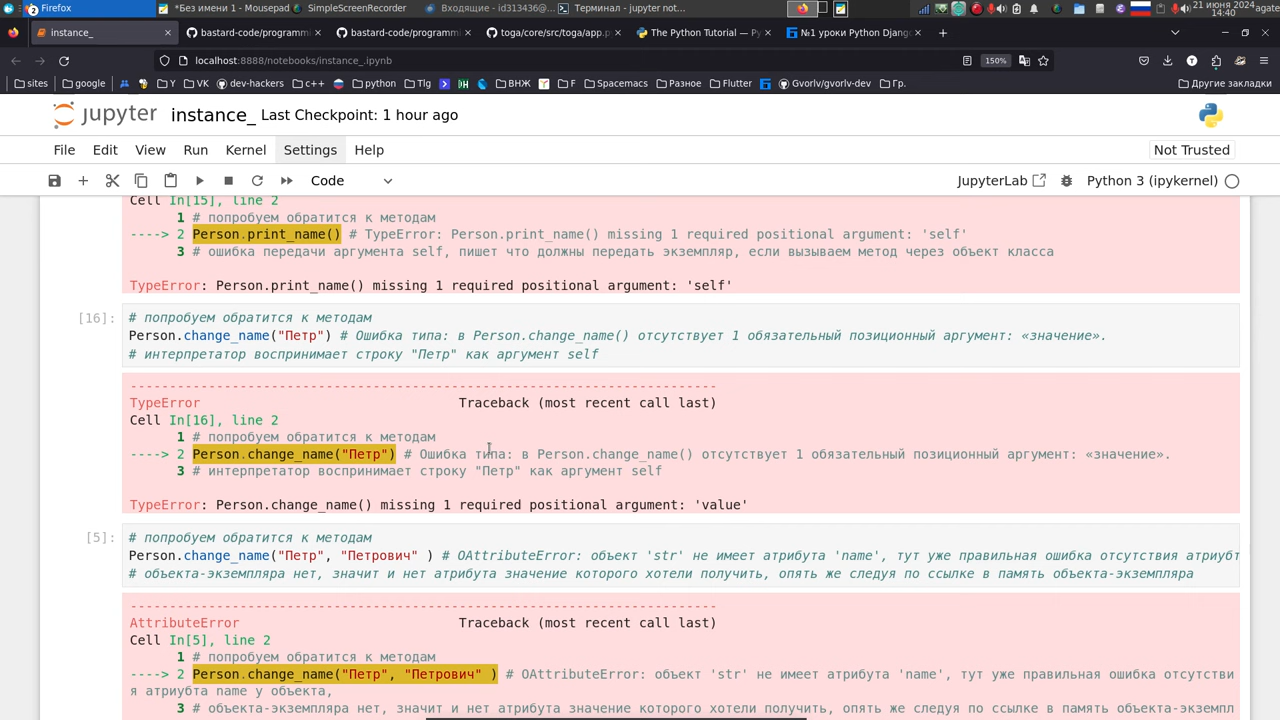 Firefox
2
*Без имени 1 - Mousepad
SimpleScreenRecorder
Входящие - id313436@...
Терминал - jupyter not...
21 июня 2024
14:40
agate
instance_
bastard-code/programmi
bastard-code/programmi
toga/core/src/toga/app.p
The Python Tutorial — Py
№1 уроки Python Djang
localhost:8888/notebooks/instance_.ipynb
150%
sites
google
Y
VK
dev-hackers
c++
python
Tlg
ВНЖ
F
Spacemacs
Разное
Flutter
Gvorlv/gvorlv-dev
Гр.
Другие закладки
jupyter
instance_ Last Checkpoint: 1 hour ago
File Edit View Run Kernel Settings Help
Not Trusted
Code
JupyterLab
Python 3 (ipykernel)
Cell In[15], line 2
1 # попробуем обратится к методам
----> 2 Person.print_name() # TypeError: Person.print_name() missing 1 required positional argument: 'self'
3 # ошибка передачи аргумента self, пишет что должны передать экземпляр, если вызываем метод через объект класса
TypeError: Person.print_name() missing 1 required positional argument: 'self'
[16]:
# попробуем обратится к методам
Person.change_name("Петр") # Ошибка типа: в Person.change_name() отсутствует 1 обязательный позиционный аргумент: «значение».
# интерпретатор воспринимает строку "Петр" как аргумент self
---------------------------------------------------------------------------
TypeError Traceback (most recent call last)
Cell In[16], line 2
1 # попробуем обратится к методам
----> 2 Person.change_name("Петр") # Ошибка типа: в Person.change_name() отсутствует 1 обязательный позиционный аргумент: «значение».
3 # интерпретатор воспринимает строку "Петр" как аргумент self
TypeError: Person.change_name() missing 1 required positional argument: 'value'
[5]:
# попробуем обратится к методам
Person.change_name("Петр", "Петрович" ) # OAttributeError: объект 'str' не имеет атрибута 'name', тут уже правильная ошибка отсутствия атриубт
# объекта-экземпляра нет, значит и нет атрибута значение которого хотели получить, опять же следуя по ссылке в память объекта-экземпляра
---------------------------------------------------------------------------
AttributeError Traceback (most recent call last)
Cell In[5], line 2
1 # попробуем обратится к методам
----> 2 Person.change_name("Петр", "Петрович" ) # OAttributeError: объект 'str' не имеет атрибута 'name', тут уже правильная ошибка отсутстви
я атриубта name у объекта,
3 # объекта-экземпляра нет, значит и нет атрибута значение которого хотели получить, опять же следуя по ссылке в память объекта-экземпл